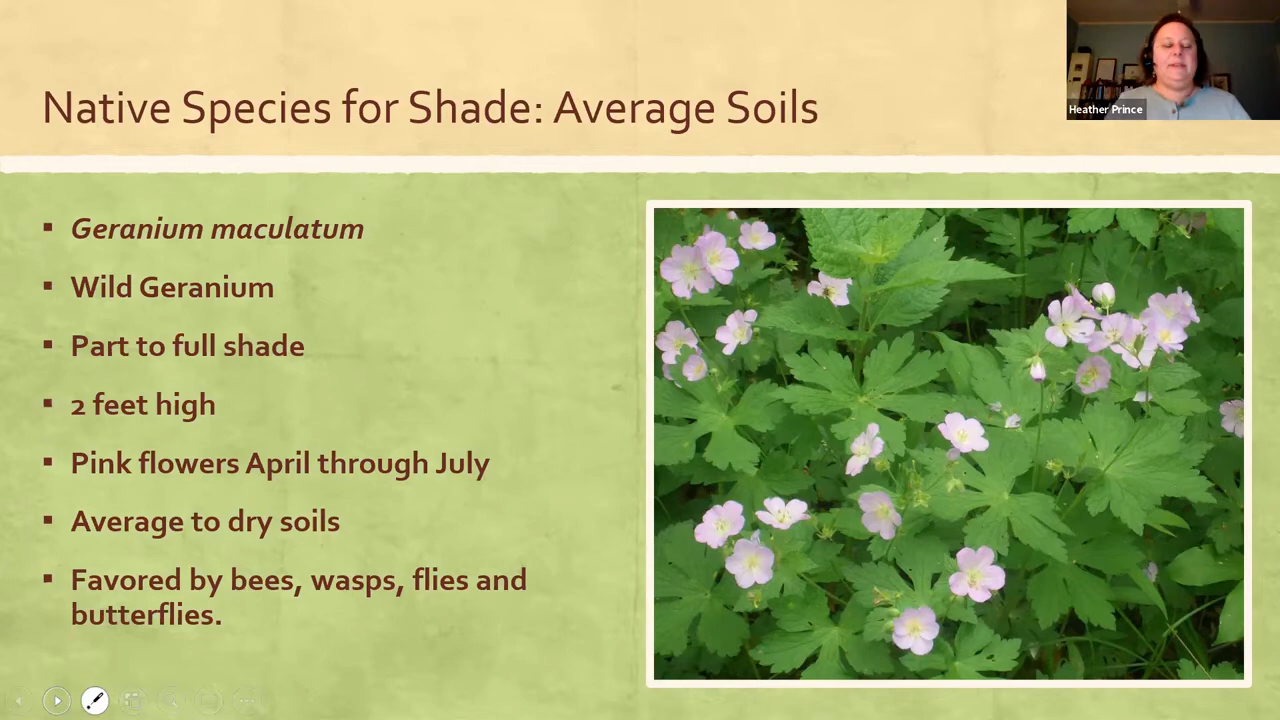 Heather Prince
Native Species for Shade: Average Soils
Geranium maculatum
Wild Geranium
Part to full shade
2 feet high
Pink flowers April through July
Average to dry soils
Favored by bees, wasps, flies and
butterflies.